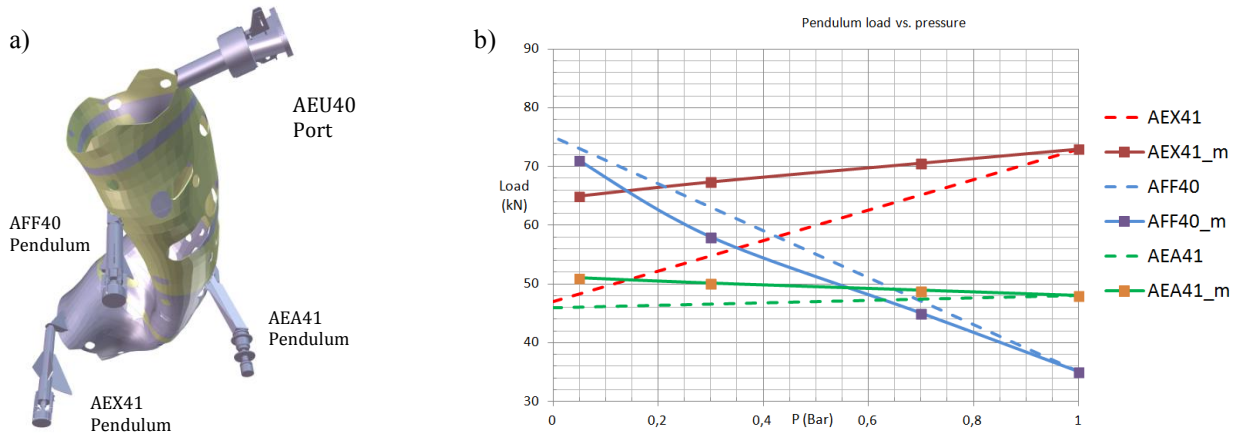 a)
AEU40
Port
AFF40
Pendulum
AEA41
Pendulum
AEX41
Pendulum
b)
Pendulum load vs. pressure
90
80
70
60
50
40
30
Load
(kN)
0
0,2
0,4
0,6
0,8
1
P (Bar)
AEX41
AEX41_m
AFF40
AFF40_m
AEA41
AEA41_m